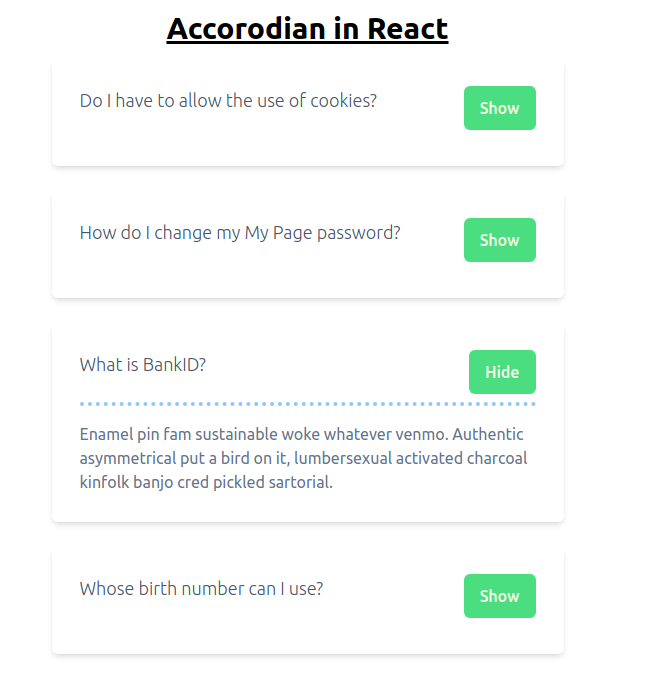 Accorodian in React
Do I have to allow the use of cookies?
Show
How do I change my My Page password?
Show
What is BankID?
Hide
Enamel pin fam sustainable woke whatever venmo. Authentic
asymmetrical put a bird on it, lumbersexual activated charcoal
kinfolk banjo cred pickled sartorial.
Whose birth number can I use?
Show